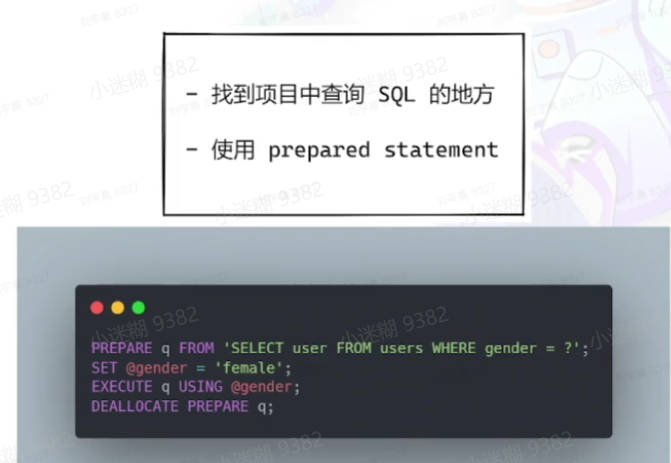 - 找到项目中查询 SQL 的地方
- 使用 prepared statement
PREPARE q FROM 'SELECT user FROM users WHERE gender = ?';
SET @gender = 'female';
EXECUTE q USING @gender;
DEALLOCATE PREPARE q;
小迷糊 9382